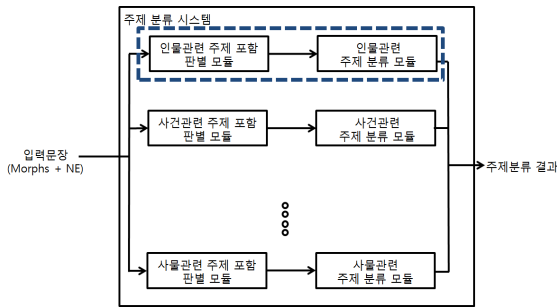 주제 분류 시스템
인물관련 주제 포함
판별 모듈
인물관련
주제 분류 모듈
사건관련 주제 포함
판별 모듈
사건관련
주제 분류 모듈
입력문장
(Morphs + NE)
주제분류 결과
사물관련 주제 포함
판별 모듈
사물관련
주제 분류 모듈